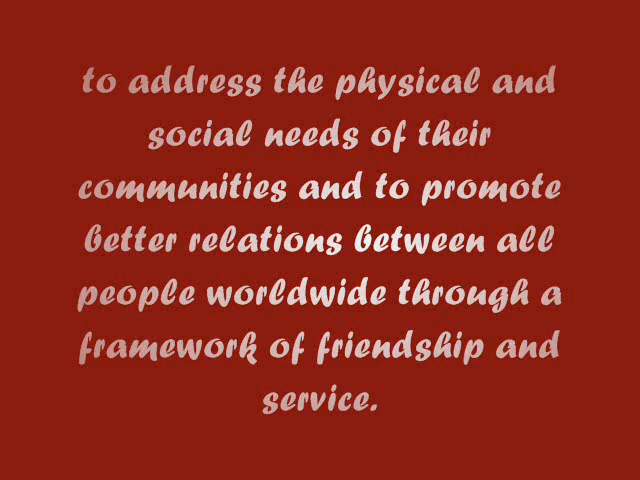 to address the physical and
social needs of their
communities and to promote
better relations between all
people worldwide through a
framework of friendship and
service.